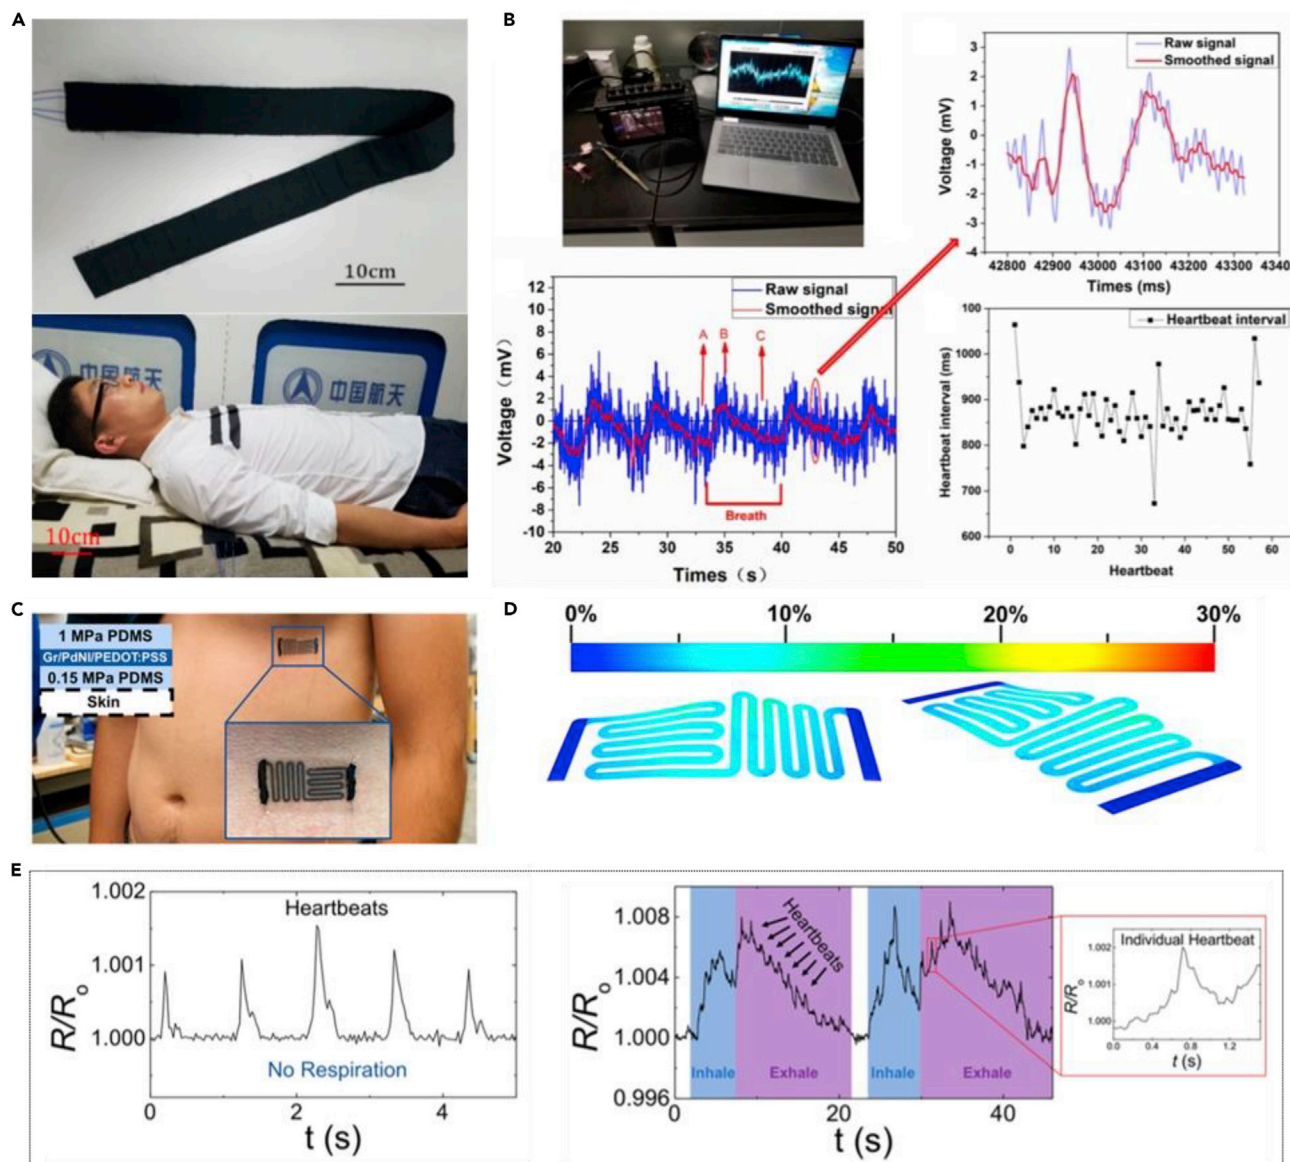 A
10cm
中国航天
中国航天
10cm
B
Raw signal
Smoothed signal
Voltage (mV)
3
2
1
0
-1
-2
-3
-4
42800 42900 43000 43100 43200 43300 4340
Times (ms)
Raw signal
Smoothed signal
A B C
Voltage (mV)
12
10
8
6
4
2
0
-2
-4
-6
-8
-10
Breath
20 25 30 35 40 45 50
Times (s)
Heartbeat interval
Heartbeat interval (ms)
1000
900
800
700
600
0 10 20 30 40 50 60
Heartbeat
C
1 MPa PDMS
Gr/PdNI/PEDOT:PSS
0.15 MPa PDMS
Skin
D
0% 10% 20% 30%
E
R/Ro
1.002
1.001
1.000
Heartbeats
No Respiration
0 2 4
t (s)
R/Ro
1.008
1.004
1.000
0.996
Heartbeats
Inhale Exhale Inhale Exhale
0 20 40
t (s)
Individual Heartbeat
R/Ro
1.002
1.001
1.000
0.0 0.4 0.8 1.2
t (s)